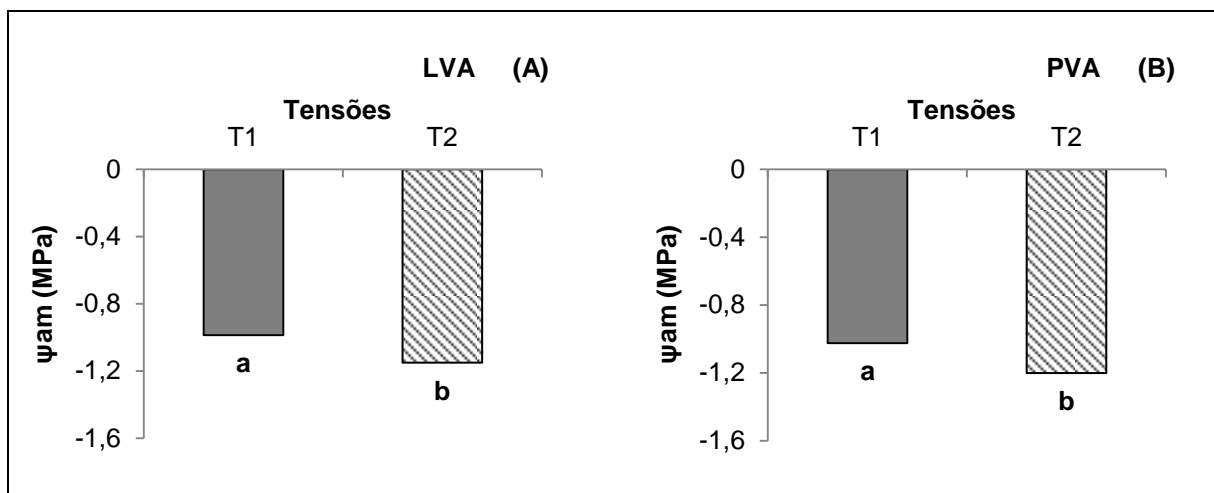 LVA (A)
Tensões
T1 T2
0
-0,4
-0,8
-1,2
-1,6
ψam (MPa)
a
b
PVA (B)
Tensões
T1 T2
0
-0,4
-0,8
-1,2
-1,6
ψam (MPa)
a
b